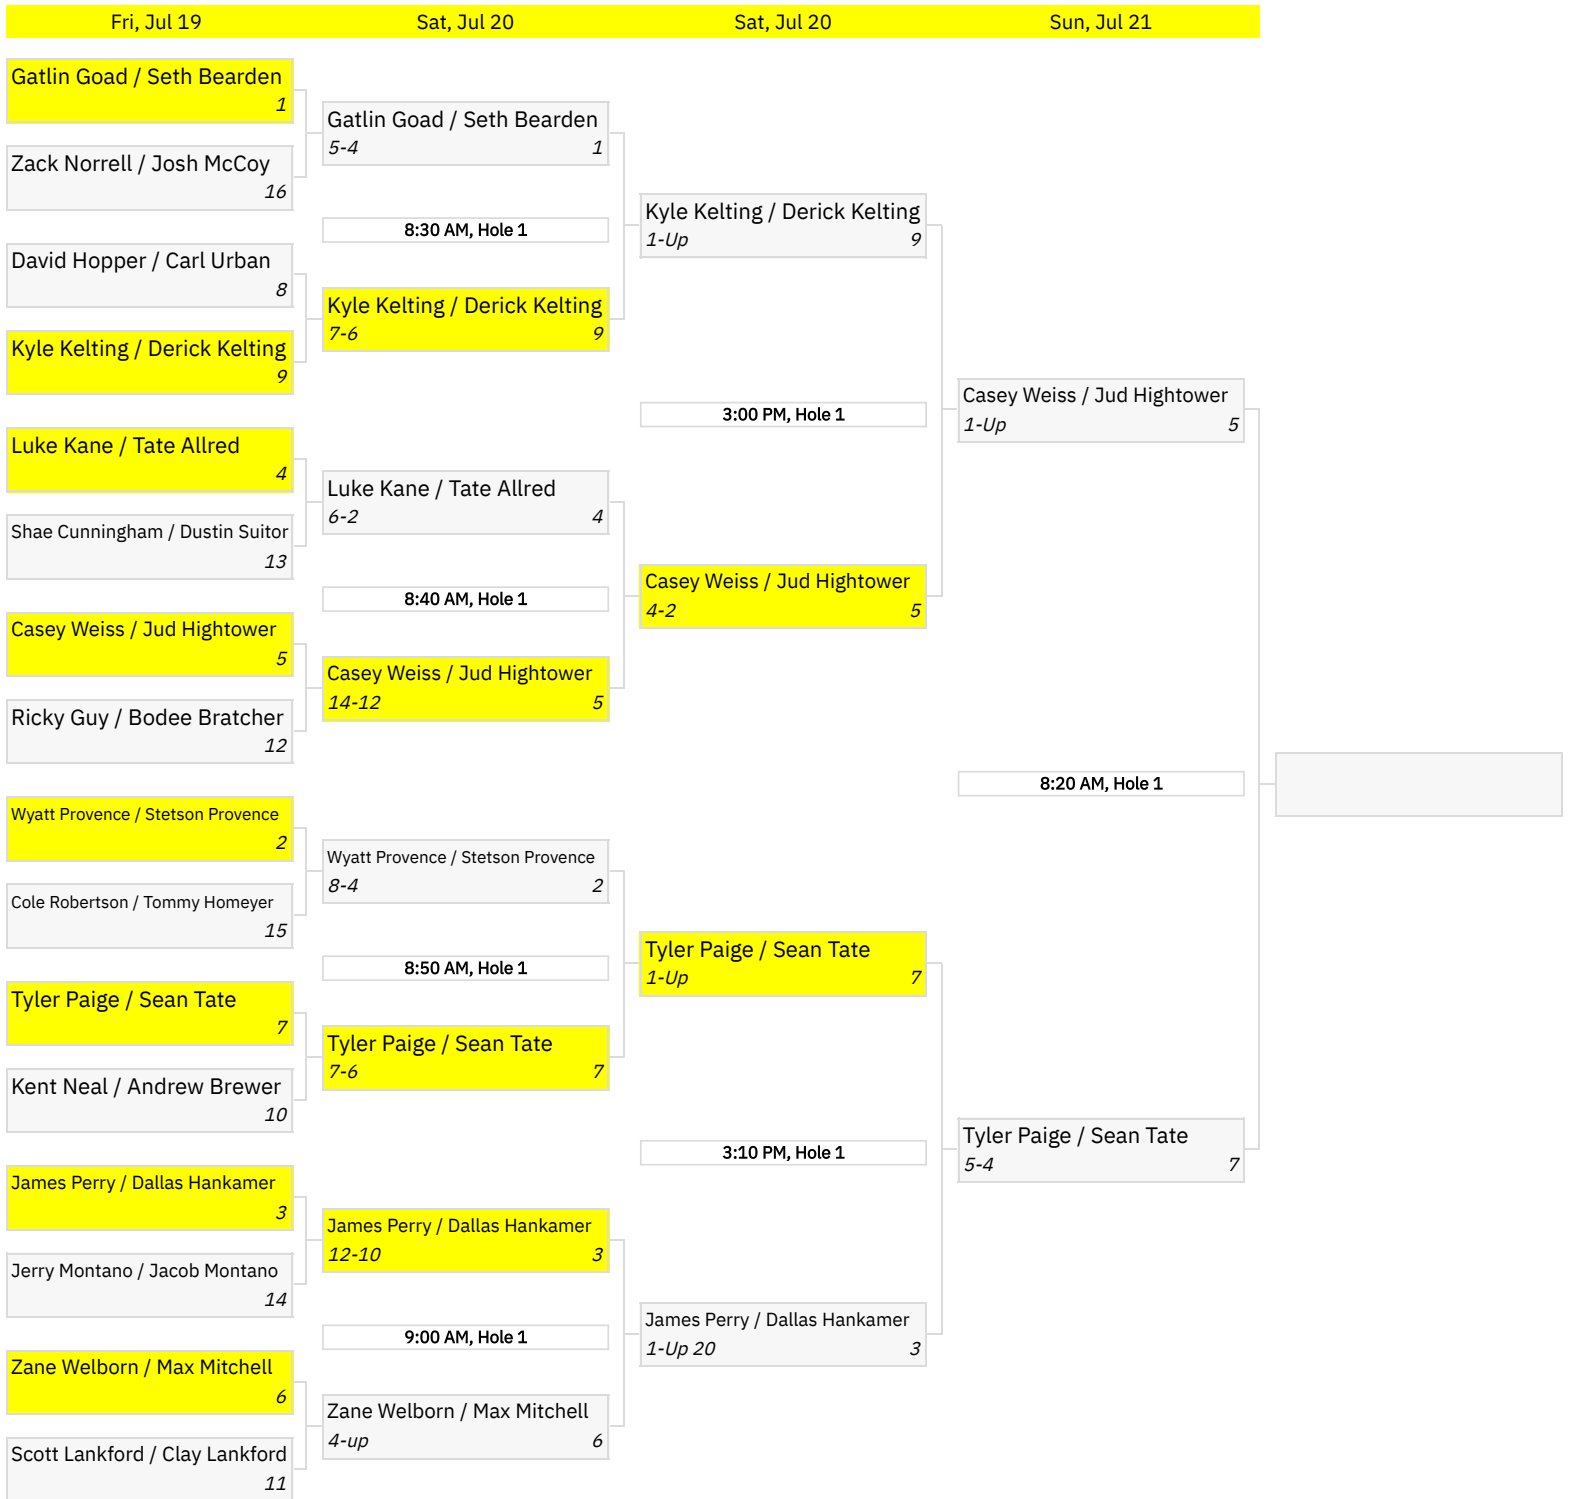 Fri, Jul 19
Sat, Jul 20
Sat, Jul 20
Sun, Jul 21
Gatlin Goad / Seth Bearden
1
Zack Norrell / Josh McCoy
16
David Hopper / Carl Urban
8
Kyle Kelting / Derick Kelting
9
Luke Kane / Tate Allred
4
Shae Cunningham / Dustin Suitor
13
Casey Weiss / Jud Hightower
5
Ricky Guy / Bodee Bratcher
12
Wyatt Provence / Stetson Provence
2
Cole Robertson / Tommy Homeyer
15
Tyler Paige / Sean Tate
7
Kent Neal / Andrew Brewer
10
James Perry / Dallas Hankamer
3
Jerry Montano / Jacob Montano
14
Zane Welborn / Max Mitchell
6
Scott Lankford / Clay Lankford
11
Gatlin Goad / Seth Bearden
5-4 1
8:30 AM, Hole 1
Kyle Kelting / Derick Kelting
7-6 9
Luke Kane / Tate Allred
6-2 4
8:40 AM, Hole 1
Casey Weiss / Jud Hightower
14-12 5
Wyatt Provence / Stetson Provence
8-4 2
8:50 AM, Hole 1
Tyler Paige / Sean Tate
7-6 7
James Perry / Dallas Hankamer
12-10 3
9:00 AM, Hole 1
Zane Welborn / Max Mitchell
4-up 6
Kyle Kelting / Derick Kelting
1-Up 9
3:00 PM, Hole 1
Casey Weiss / Jud Hightower
4-2 5
Tyler Paige / Sean Tate
1-Up 7
3:10 PM, Hole 1
James Perry / Dallas Hankamer
1-Up 20 3
Casey Weiss / Jud Hightower
1-Up 5
8:20 AM, Hole 1
Tyler Paige / Sean Tate
5-4 7